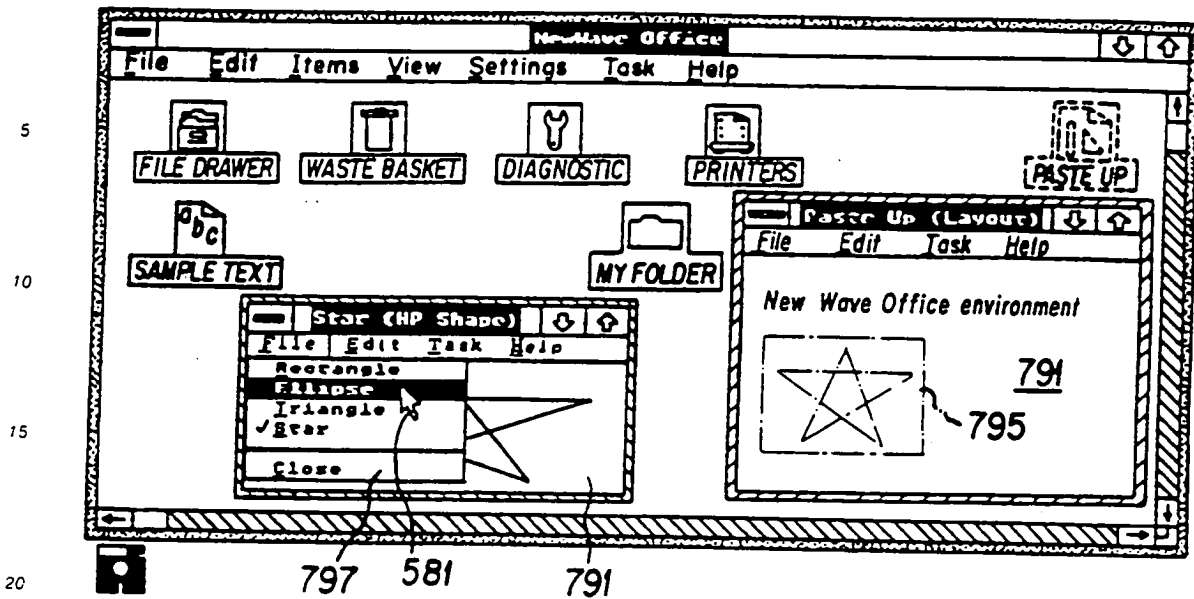 NewWave Office
File Edit Items View Settings Task Help
5
FILE DRAWER WASTE BASKET DIAGNOSTIC PRINTERS PASTE UP
abc
Paste Up (Layout)
File Edit Task Help
10
SAMPLE TEXT MY FOLDER
New Wave Office environment
Star (HP Shape)
File Edit Task Help
Rectangle
Ellipse
Triangle
✓ Star
Close
791
795
15
797 581 791
20